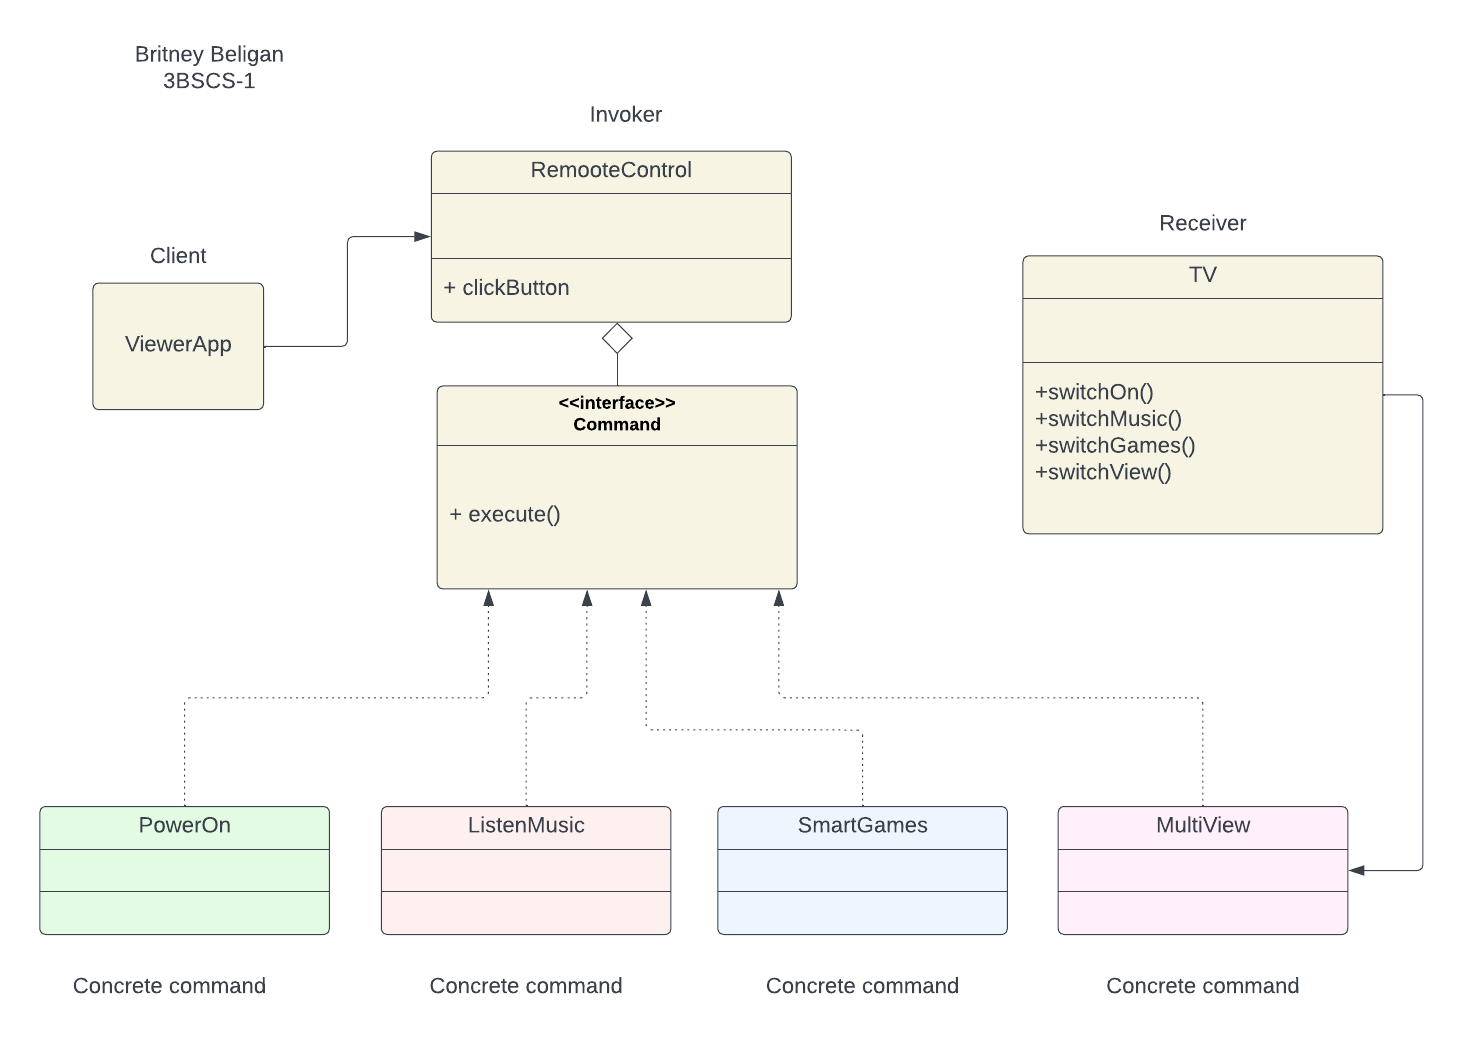 Britney Beligan
3BSCS-1
Invoker
RemooteControl
+ clickButton
Client
ViewerApp
Receiver
TV
+switchOn()
+switchMusic()
+switchGames()
+switchView()
<<interface>>
Command
+ execute()
PowerOn
ListenMusic
SmartGames
MultiView
Concrete command
Concrete command
Concrete command
Concrete command